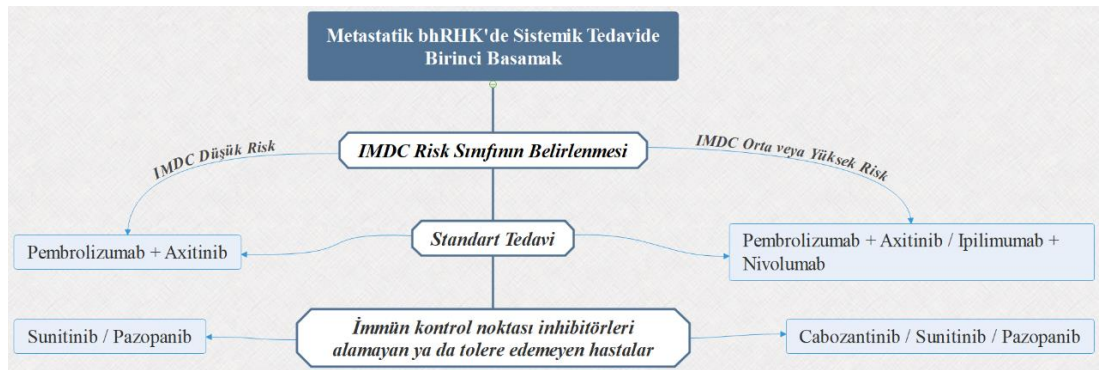 Metastatik bhRHK'de Sistemik Tedavide
Birinci Basamak
IMDC Düşük Risk
IMDC Risk Sınfının Belirlenmesi
IMDC Orta veya Yüksek Risk
Pembrolizumab + Axitinib
Standart Tedavi
Pembrolizumab + Axitinib / Ipilimumab +
Nivolumab
Sunitinib / Pazopanib
İmmün kontrol noktası inhibitörleri
alamayan ya da tolere edemeyen hastalar
Cabozantinib / Sunitinib / Pazopanib